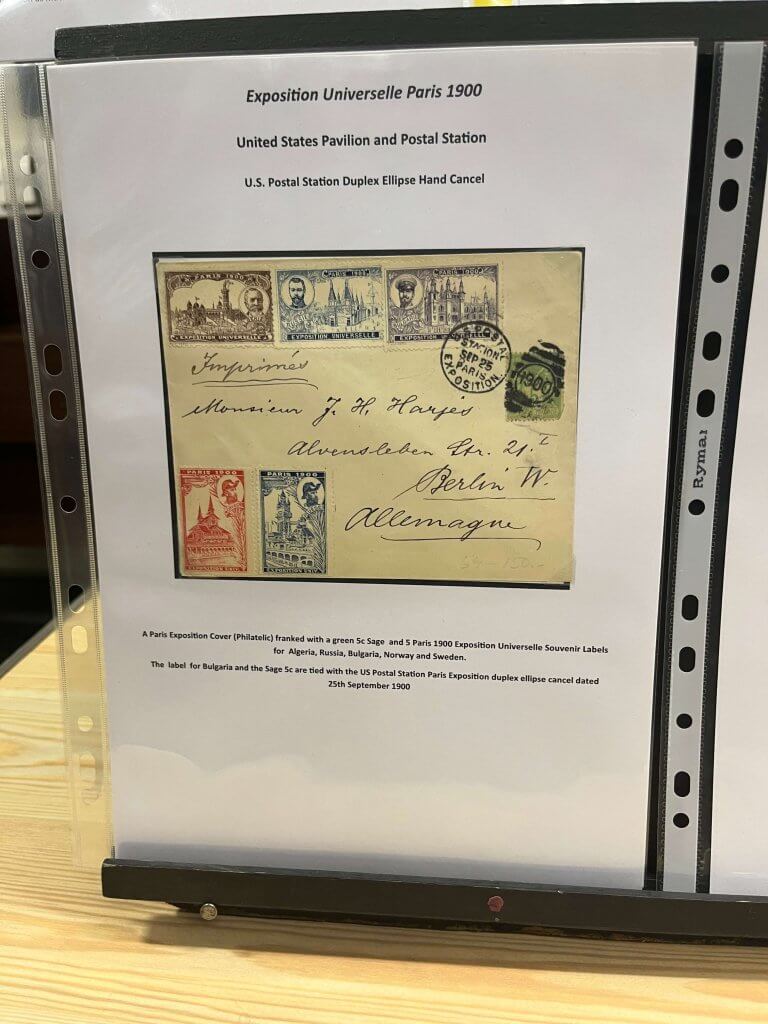 Exposition Universelle Paris 1900
United States Pavilion and Postal Station
U.S. Postal Station Duplex Ellipse Hand Cancel
PARIS 1900
EXPOSITION UNIVERSELLE
PARIS 1900
EXPOSITION UNIVERSELLE
PARIS 1900
EXPOSITION
U.S. POSTAL
STATION
SEP 25
PARIS
EXPOSITION.
1900
Imprimés
Monsieur J. H. Harjes
Alvensleben Str. 21. I
Berlin W.
Allemagne
PARIS 1900
EXPOSITION UNIV.
PARIS 1900
EXPOSITION UNIV.
A Paris Exposition Cover (Philatelic) franked with a green 5c Sage and 5 Paris 1900 Exposition Universelle Souvenir Labels
for Algeria, Russia, Bulgaria, Norway and Sweden.
The label for Bulgaria and the Sage 5c are tied with the US Postal Station Paris Exposition duplex ellipse cancel dated
25th September 1900
Ryman